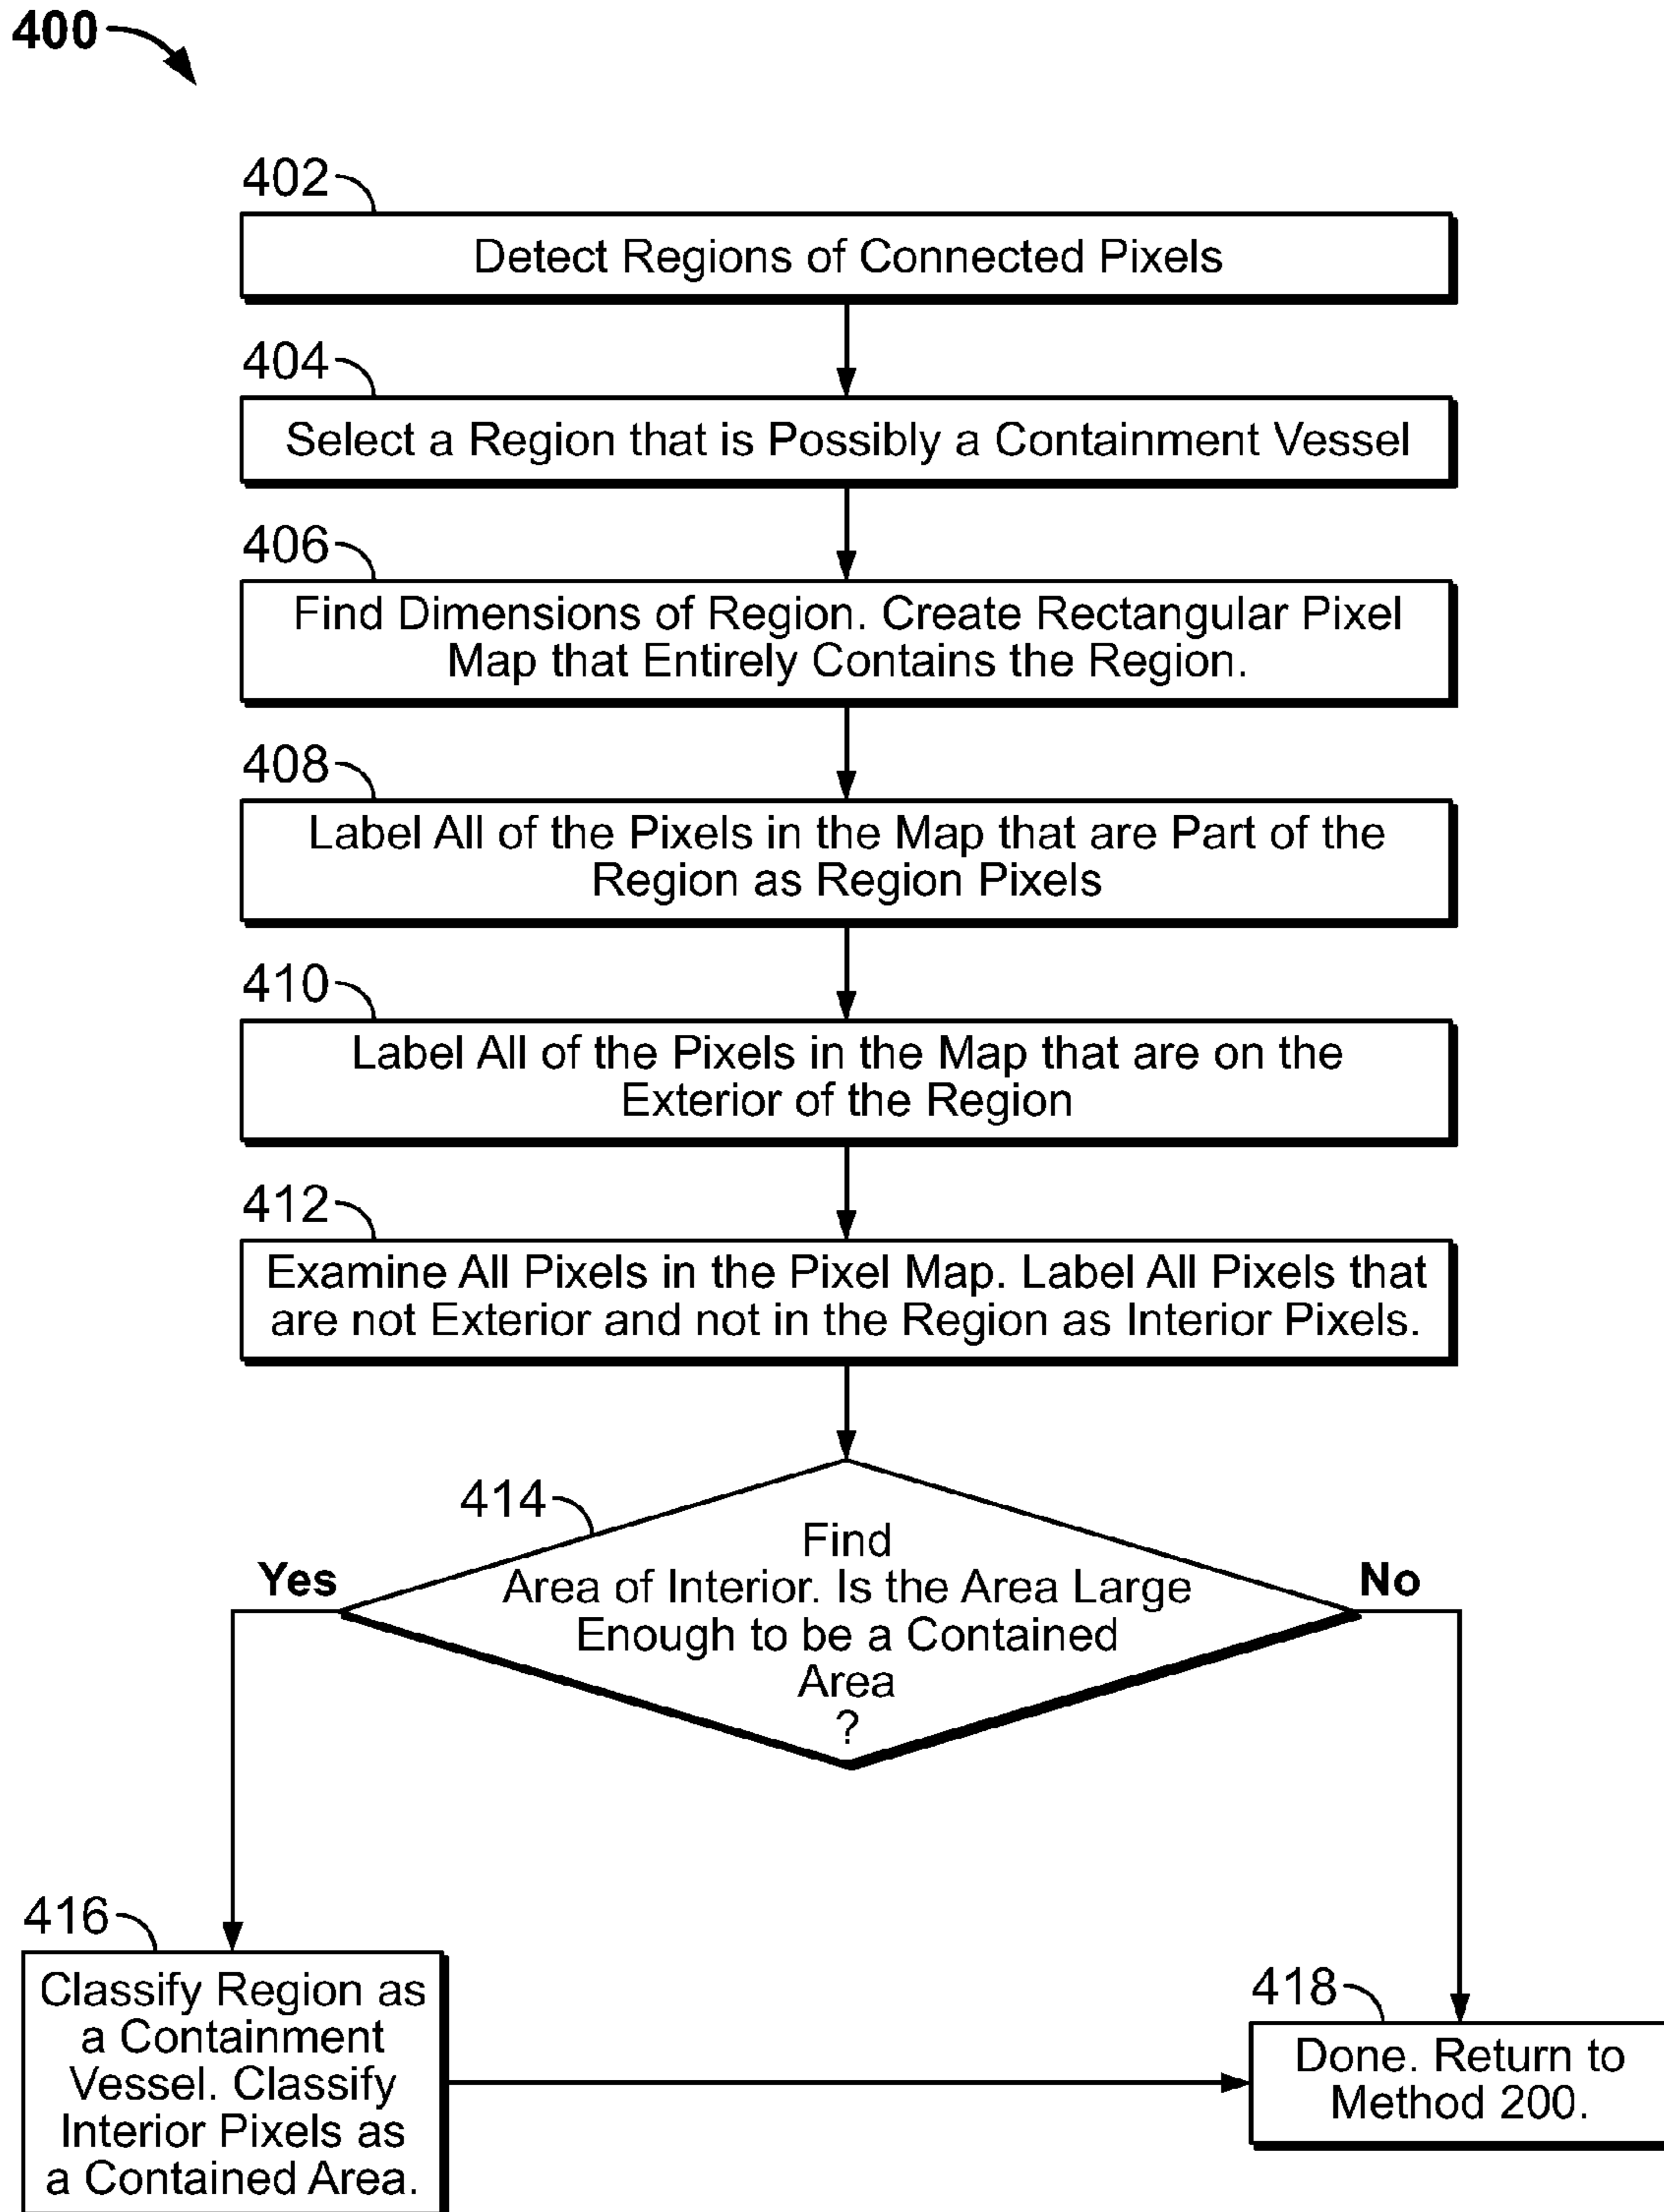 400
402
Detect Regions of Connected Pixels
404
Select a Region that is Possibly a Containment Vessel
406
Find Dimensions of Region. Create Rectangular Pixel
Map that Entirely Contains the Region.
408
Label All of the Pixels in the Map that are Part of the
Region as Region Pixels
410
Label All of the Pixels in the Map that are on the
Exterior of the Region
412
Examine All Pixels in the Pixel Map. Label All Pixels that
are not Exterior and not in the Region as Interior Pixels.
414
Find
Area of Interior. Is the Area Large
Enough to be a Contained
Area
?
Yes
No
416
Classify Region as
a Containment
Vessel. Classify
Interior Pixels as
a Contained Area.
418
Done. Return to
Method 200.